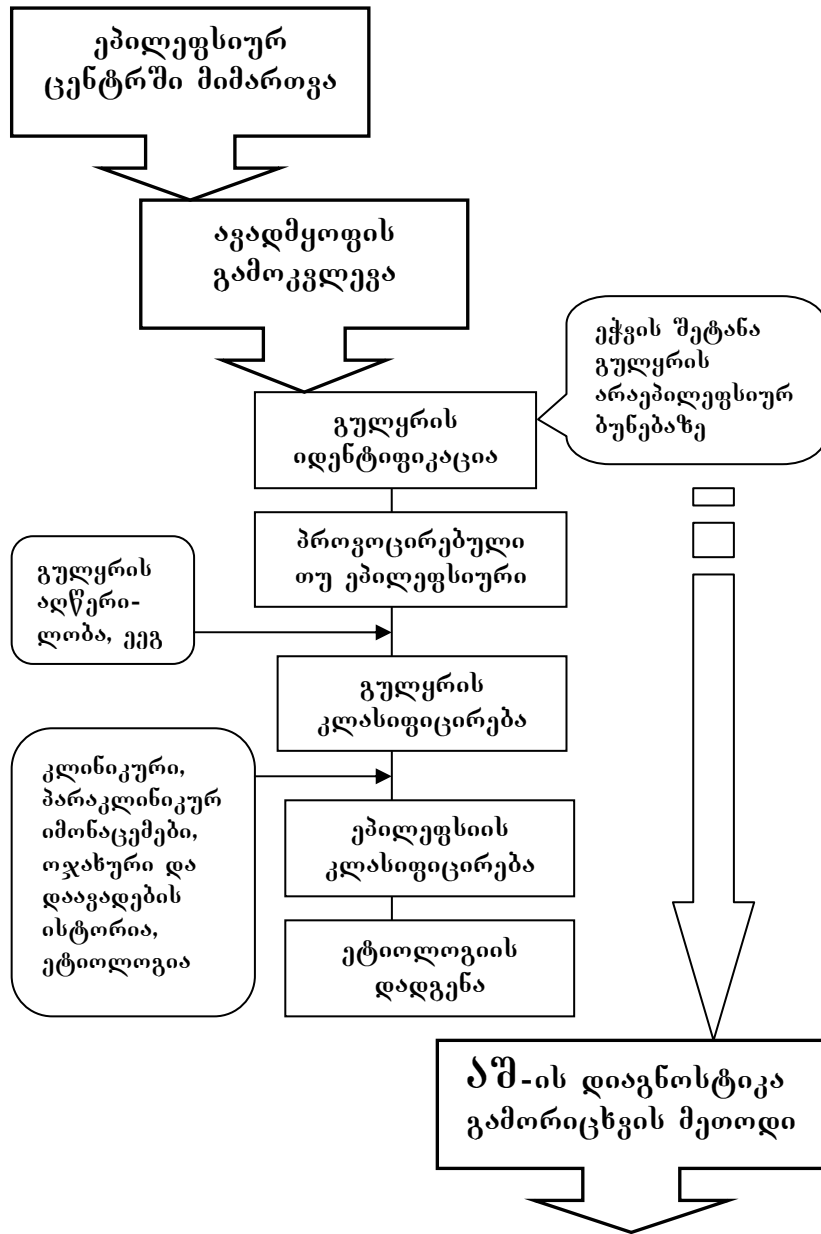 ეპილეფსიურ
ცენტრში მიმართვა
ავადმყოფის
გამოკვლევა
ეჭვის შეტანა
გულყრის
არაეპილეფსიურ
ბუნებაზე
გულყრის
იდენტიფიკაცია
პროვოცირებული
თუ ეპილეფსიური
გულყრის
აღწერი-
ლობა, ეეგ
გულყრის
კლასიფიცირება
კლინიკური,
პარაკლინიკურ
იმონაცემები,
ოჯახური და
დაავადების
ისტორია,
ეტიოლოგია
ეპილეფსიის
კლასიფიცირება
ეტიოლოგიის
დადგენა
აშ-ის დიაგნოსტიკა
გამორიცხვის მეთოდი